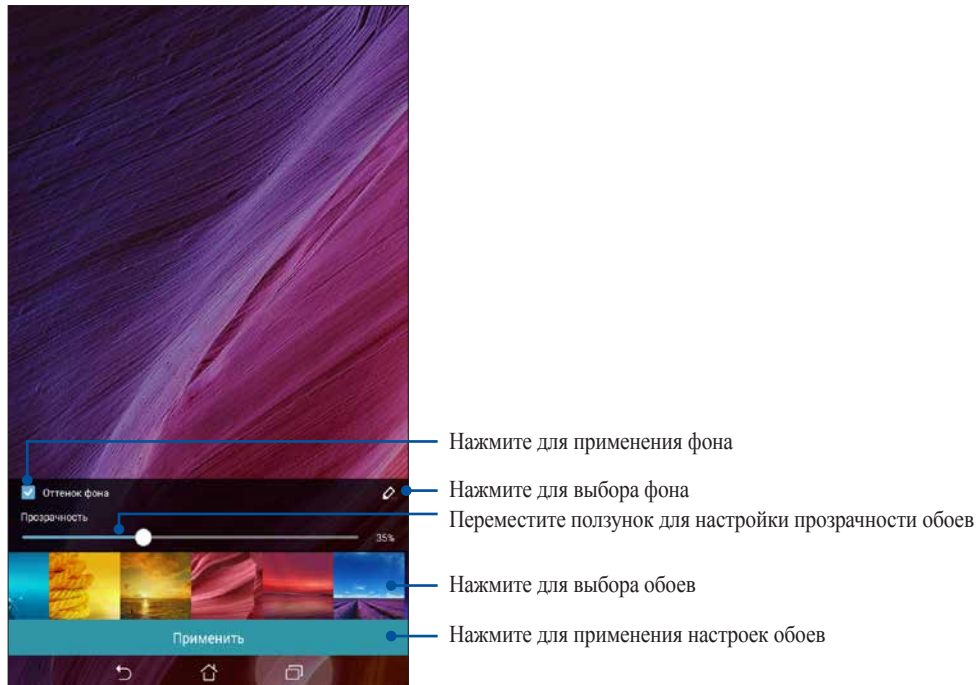 Нажмите для применения фона
Оттенок фона
Нажмите для выбора фона
Прозрачность
Переместите ползунок для настройки прозрачности обоев
35%
Нажмите для выбора обоев
Применить
Нажмите для применения настроек обоев